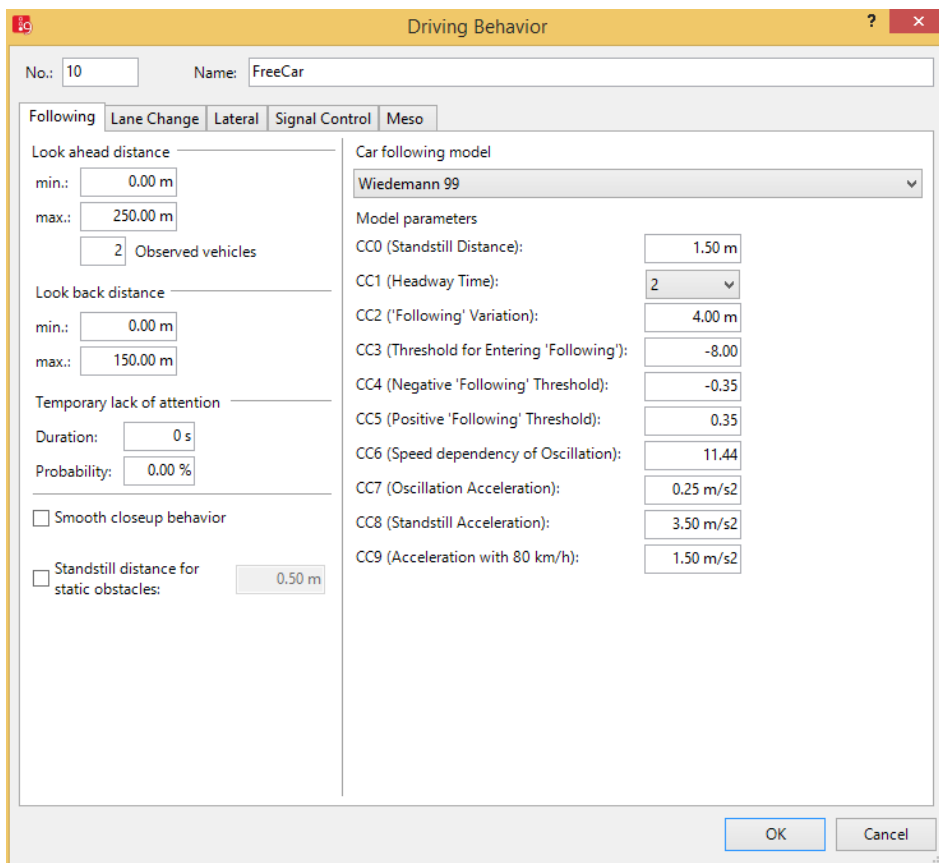 Driving Behavior
?
No.: 10 Name: FreeCar
Following Lane Change Lateral Signal Control Meso
Look ahead distance
min.: 0.00 m
max.: 250.00 m
2 Observed vehicles
Look back distance
min.: 0.00 m
max.: 150.00 m
Temporary lack of attention
Duration: 0 s
Probability: 0.00 %
Smooth closeup behavior
Standstill distance for
static obstacles: 0.50 m
Car following model
Wiedemann 99
Model parameters
CC0 (Standstill Distance): 1.50 m
CC1 (Headway Time): 2
CC2 ('Following' Variation): 4.00 m
CC3 (Threshold for Entering 'Following'): -8.00
CC4 (Negative 'Following' Threshold): -0.35
CC5 (Positive 'Following' Threshold): 0.35
CC6 (Speed dependency of Oscillation): 11.44
CC7 (Oscillation Acceleration): 0.25 m/s2
CC8 (Standstill Acceleration): 3.50 m/s2
CC9 (Acceleration with 80 km/h): 1.50 m/s2
OK Cancel